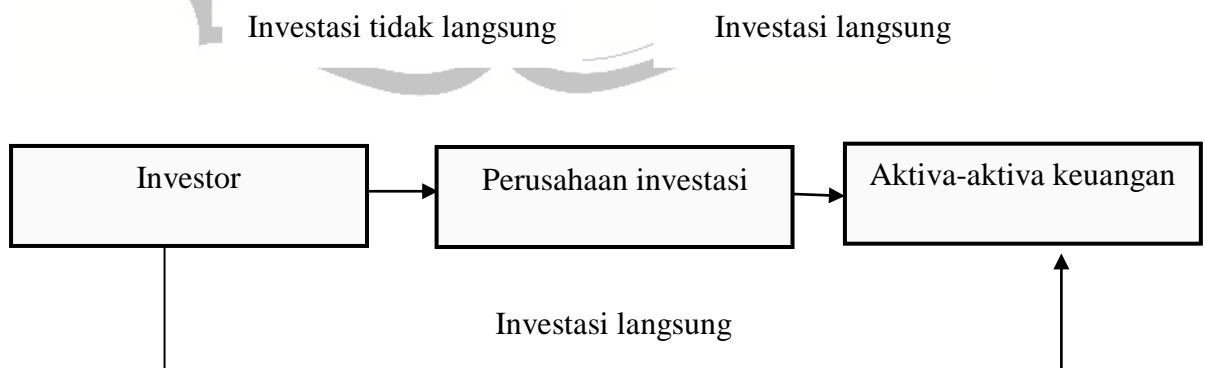 Investasi tidak langsung
Investasi langsung
Investor
Perusahaan investasi
Aktiva-aktiva keuangan
Investasi langsung